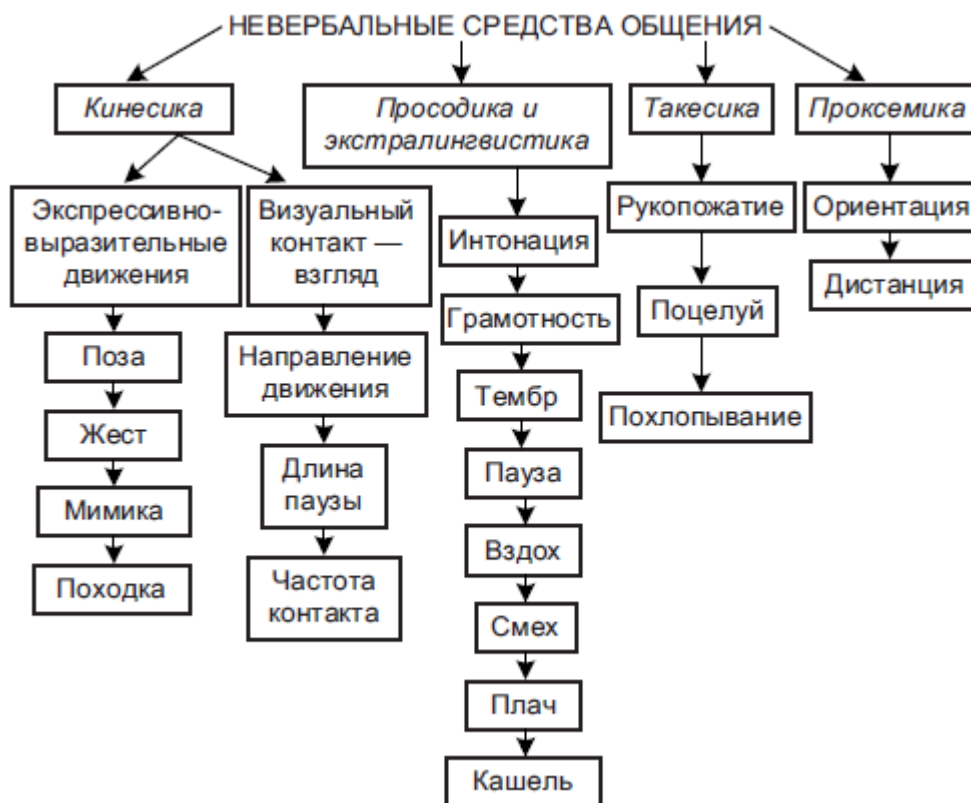 НЕВЕРБАЛЬНЫЕ СРЕДСТВА ОБЩЕНИЯ
Кинесика
Экспрессивно-
выразительные
движения
Поза
Жест
Мимика
Походка
Визуальный
контакт —
взгляд
Направление
движения
Длина
паузы
Частота
контакта
Просодика и
экстралингвистика
Интонация
Грамотность
Тембр
Пауза
Вздох
Смех
Плач
Кашель
Такесика
Рукопожатие
Поцелуй
Похлопывание
Проксемика
Ориентация
Дистанция